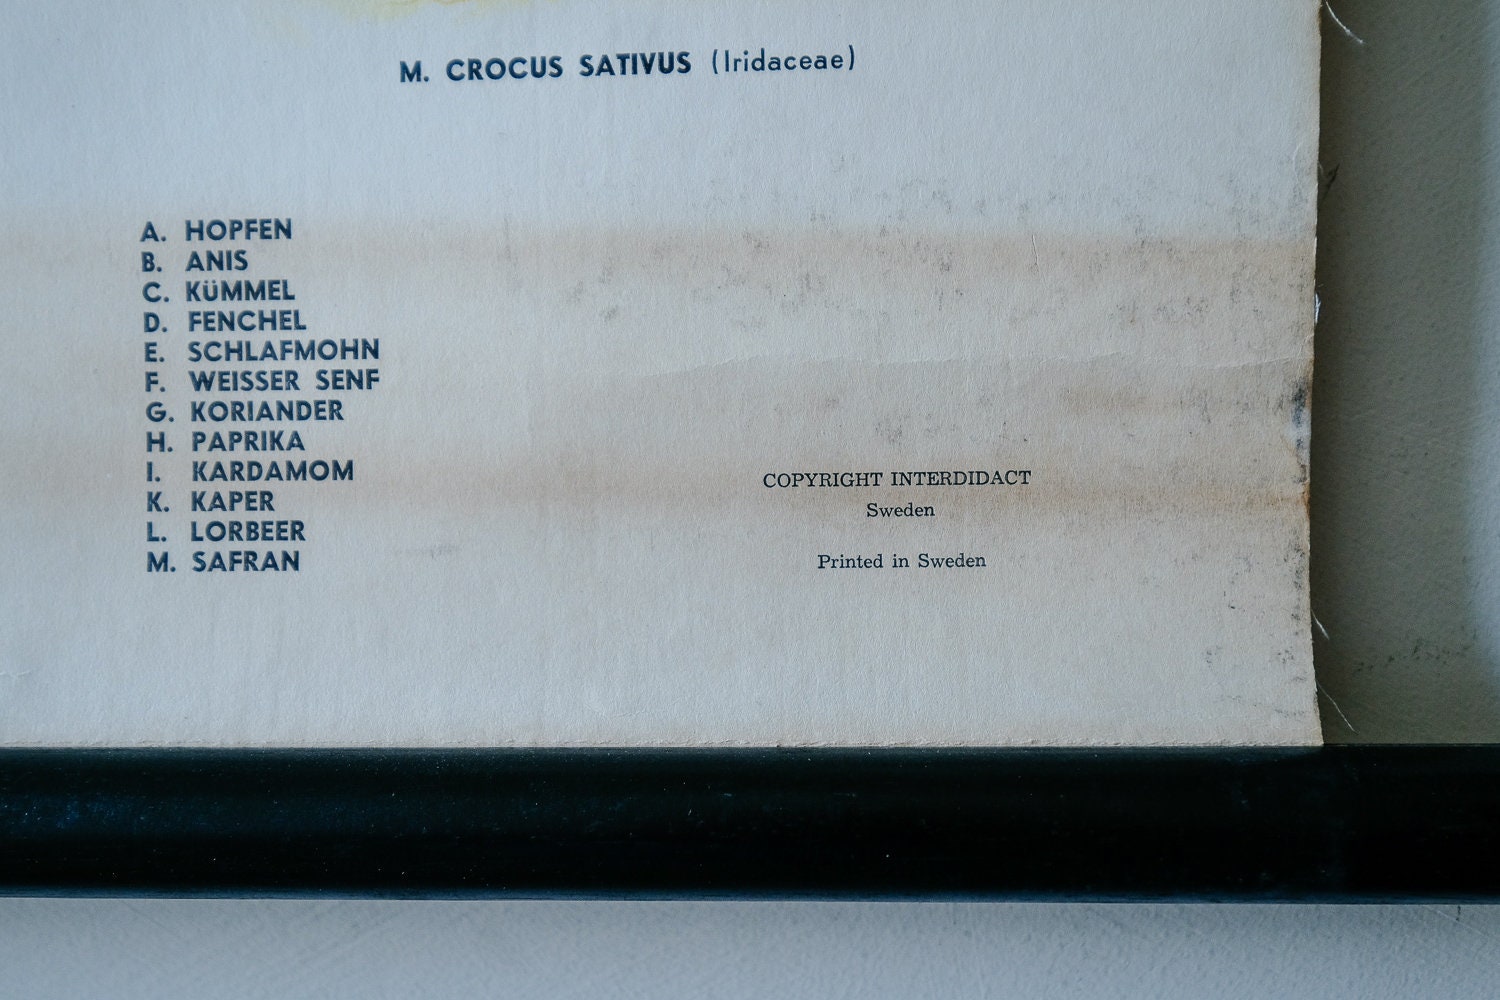 M. CROCUS SATIVUS (Iridaceae)
A. HOPFEN
B. ANIS
C. KÜMMEL
D. FENCHEL
E. SCHLAFMOHN
F. WEISSER SENF
G. KORIANDER
H. PAPRIKA
I. KARDAMOM
K. KAPER
L. LORBEER
M. SAFRAN
COPYRIGHT INTERDIDACT
Sweden
Printed in Sweden